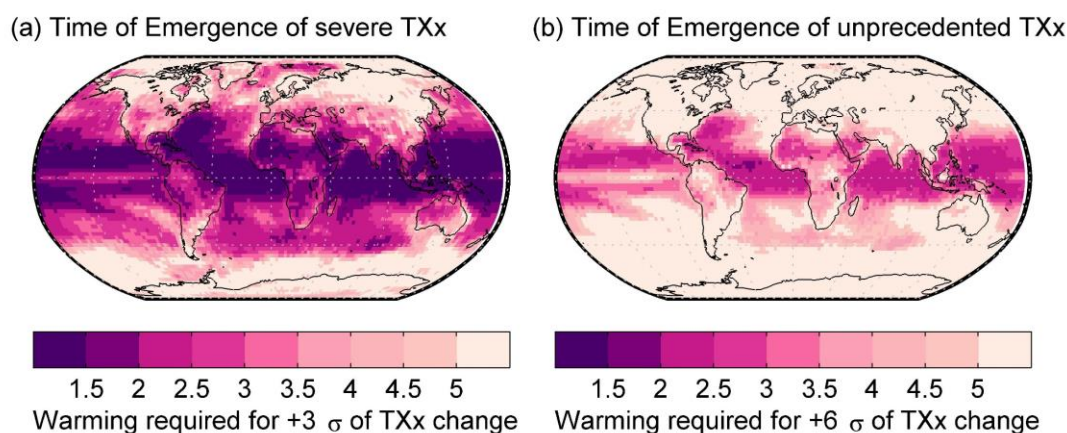 (a) Time of Emergence of severe TXx
(b) Time of Emergence of unprecedented TXx
1.5 2 2.5 3 3.5 4 4.5 5
Warming required for +3 σ of TXx change
1.5 2 2.5 3 3.5 4 4.5 5
Warming required for +6 σ of TXx change